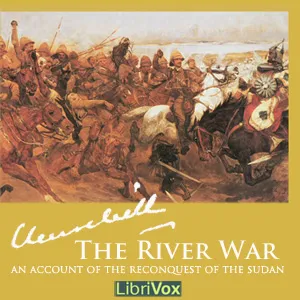 Churchill
THE RIVER WAR
AN ACCOUNT OF THE RECONQUEST OF THE SUDAN
LibriVox